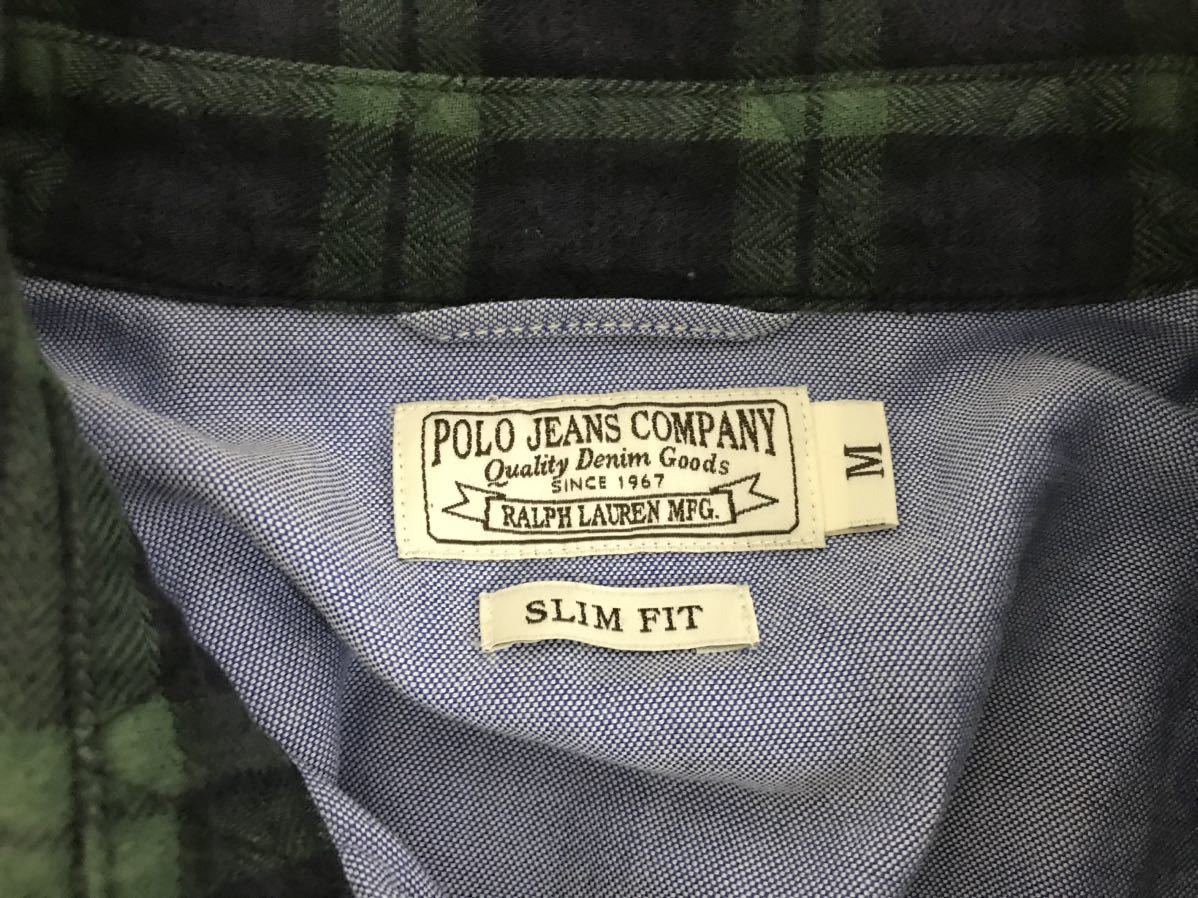 POLO JEANS COMPANY
Quality Denim Goods
SINCE 1967
RALPH LAUREN MFG.
M
SLIM FIT